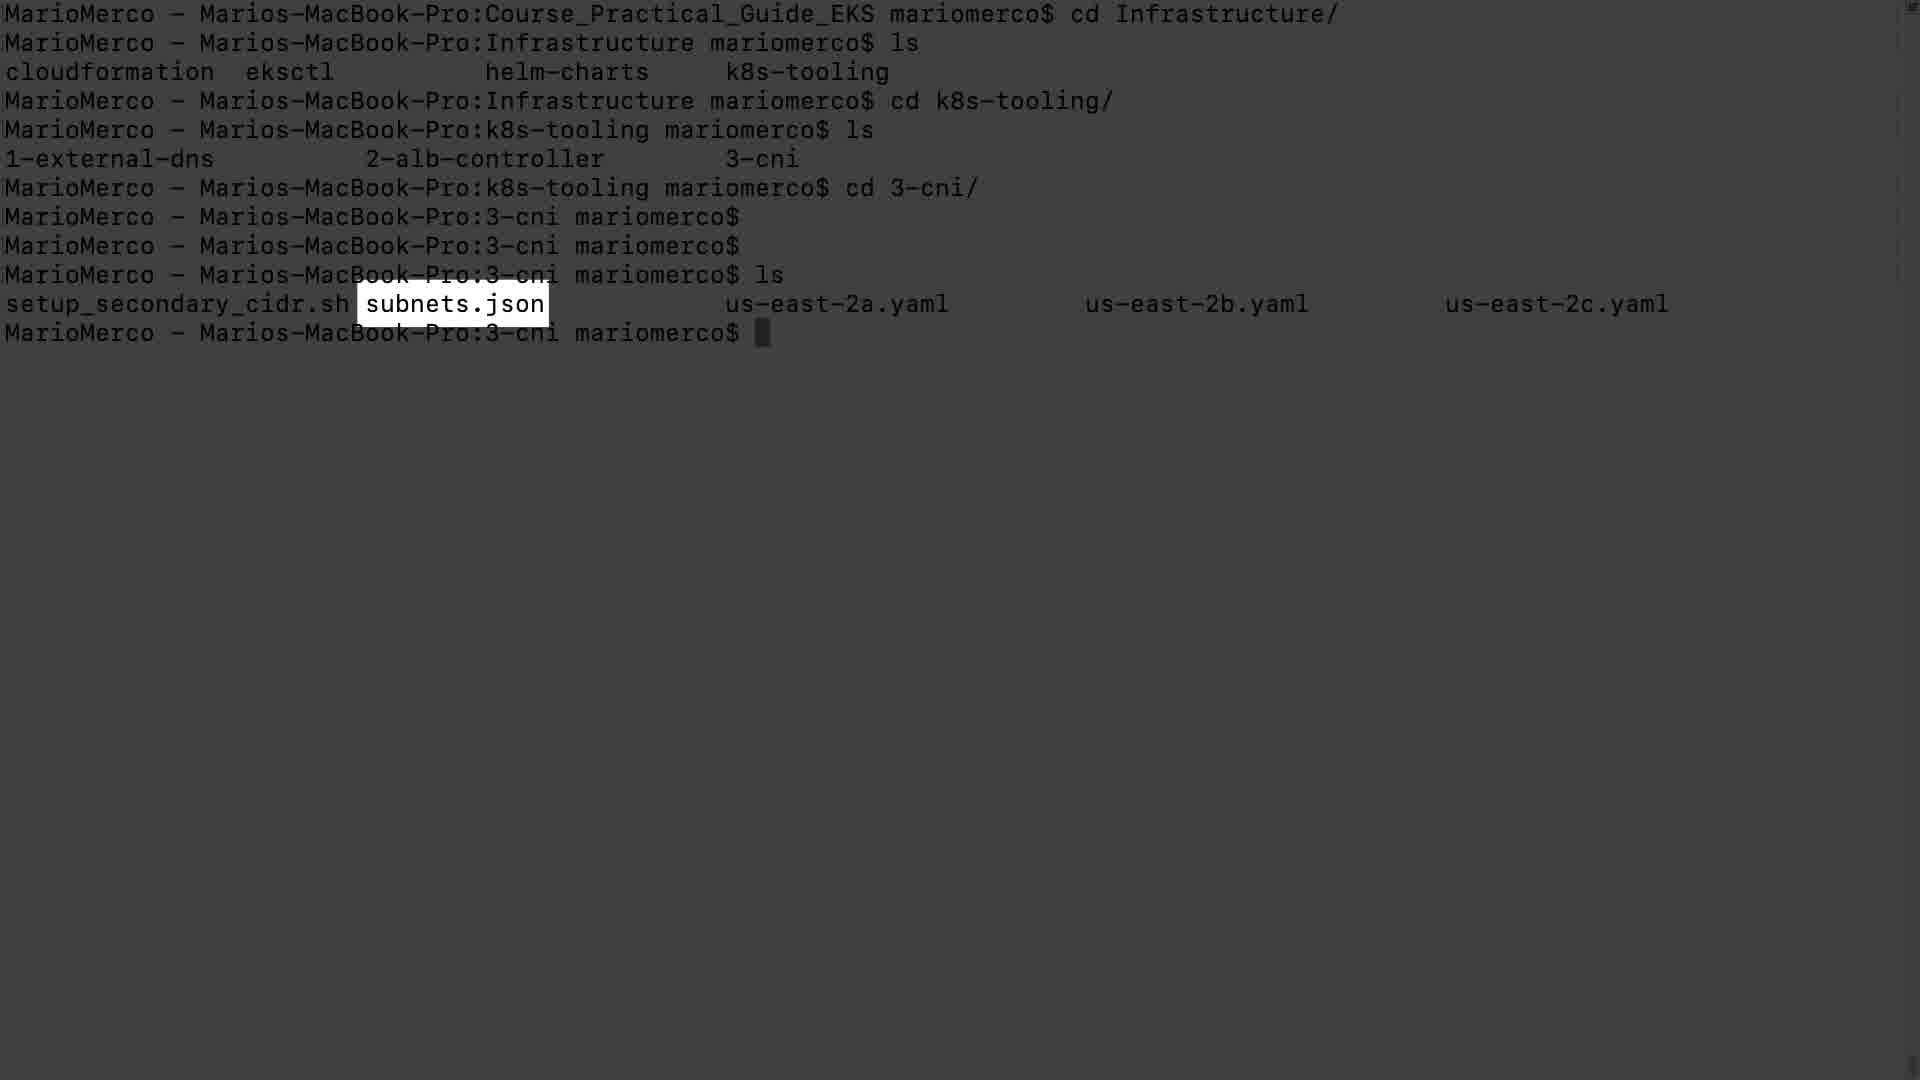 MarioMerco - Marios-MacBook-Pro:Course_Practical_Guide_EKS mariomerco$ cd Infrastructure/
MarioMerco - Marios-MacBook-Pro:Infrastructure mariomerco$ ls
cloudformation eksctl helm-charts k8s-tooling
MarioMerco - Marios-MacBook-Pro:Infrastructure mariomerco$ cd k8s-tooling/
MarioMerco - Marios-MacBook-Pro:k8s-tooling mariomerco$ ls
1-external-dns 2-alb-controller 3-cni
MarioMerco - Marios-MacBook-Pro:k8s-tooling mariomerco$ cd 3-cni/
MarioMerco - Marios-MacBook-Pro:3-cni mariomerco$
MarioMerco - Marios-MacBook-Pro:3-cni mariomerco$
MarioMerco - Marios-MacBook-Pro:3-cni mariomerco$ ls
setup_secondary_cidr.sh subnets.json us-east-2a.yaml us-east-2b.yaml us-east-2c.yaml
MarioMerco - Marios-MacBook-Pro:3-cni mariomerco$